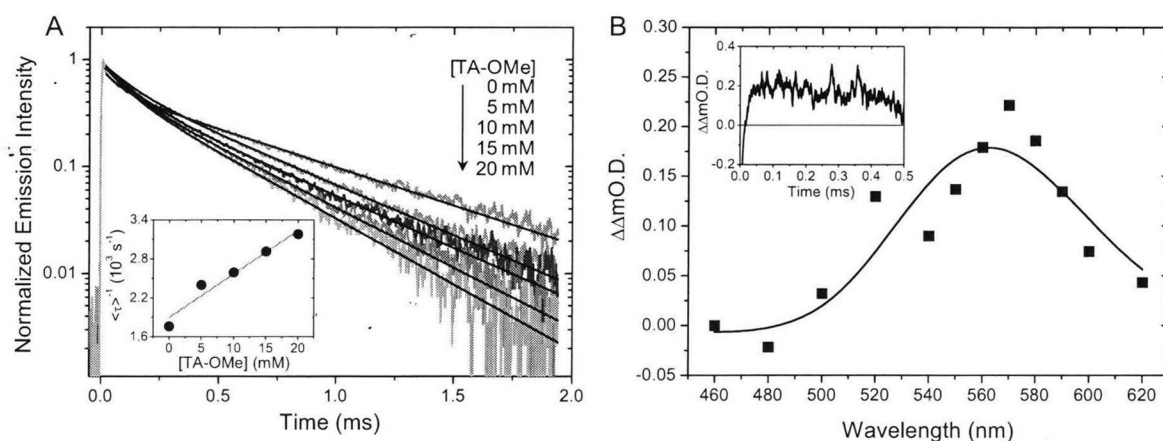 A
Normalized Emission Intensity
1
0.1
0.01
[TA-OMe]
0 mM
5 mM
10 mM
15 mM
20 mM
<τ>⁻¹ (10³ s⁻¹)
3.4
2.8
2.2
1.6
0 5 10 15 20
[TA-OMe] (mM)
0.0 0.5 1.0 1.5 2.0
Time (ms)
B
ΔΔmO.D.
0.30
0.25
0.20
0.15
0.10
0.05
0.00
-0.05
ΔΔmO.D.
0.4
0.2
0.0
-0.2
0.0 0.1 0.2 0.3 0.4 0.5
Time (ms)
460 480 500 520 540 560 580 600 620
Wavelength (nm)